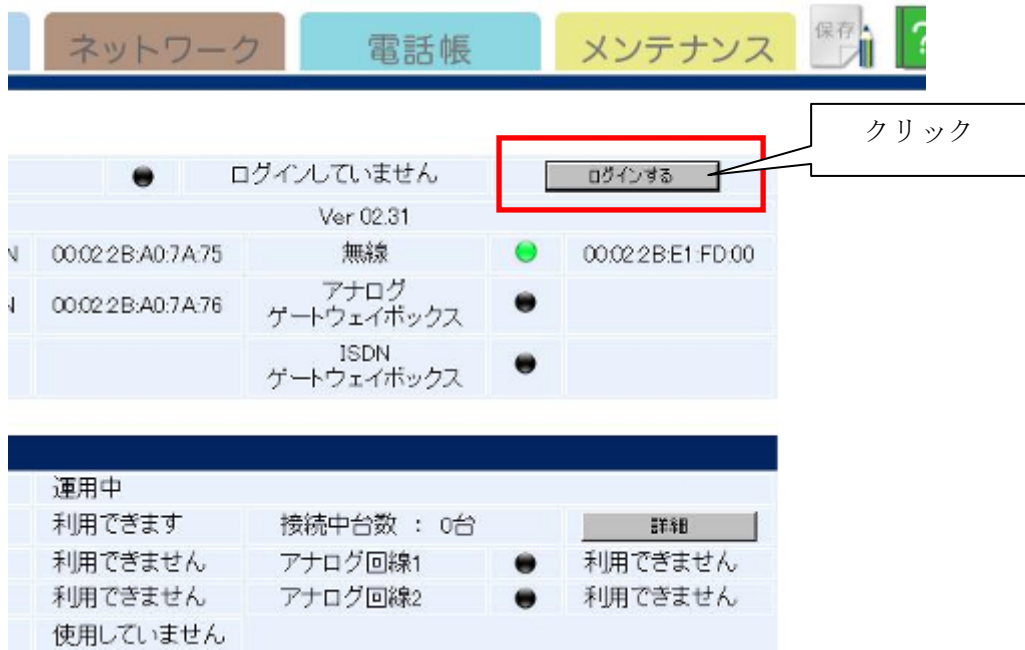 ネットワーク 電話帳 メンテナンス 保存 ?
クリック
ログインしていません ログインする
Ver 02.31
N 00:02:2B:A0:7A:75 無線 00:02:2B:E1:FD:00
00:02:2B:A0:7A:76 アナログ
ゲートウェイボックス
ISDN
ゲートウェイボックス
運用中
利用できます 接続中台数 : 0台 詳細
利用できません アナログ回線1 利用できません
利用できません アナログ回線2 利用できません
使用していません